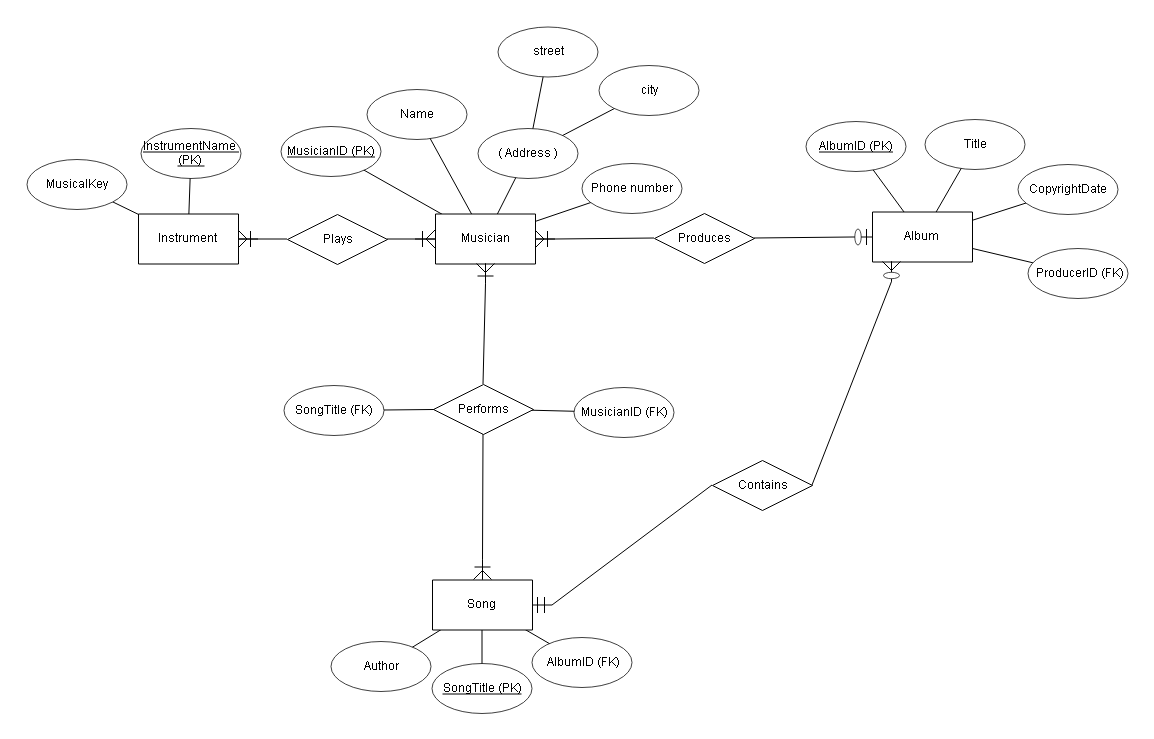 street
city
Name
InstrumentName
(PK)
MusicianID (PK)
( Address )
AlbumID (PK)
Title
MusicalKey
Phone number
CopyrightDate
Instrument
Plays
Musician
Produces
Album
ProducerID (FK)
SongTitle (FK)
Performs
MusicianID (FK)
Contains
Song
Author
AlbumID (FK)
SongTitle (PK)